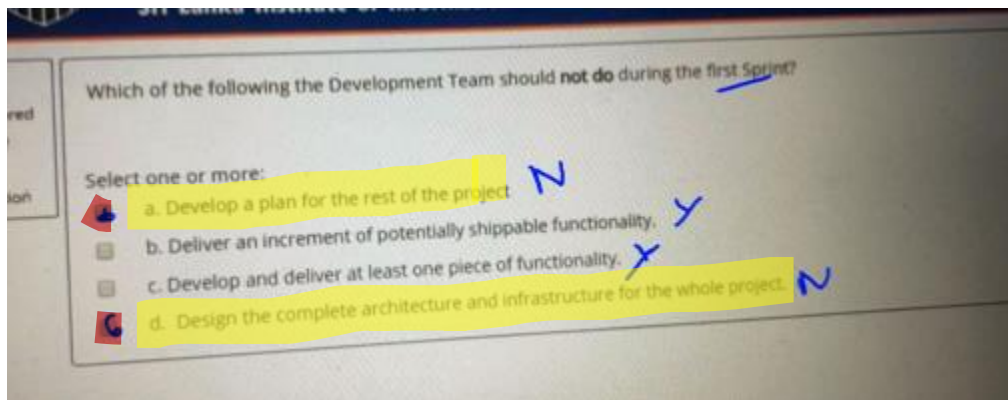 Which of the following the Development Team should not do during the first Sprint?
Select one or more:
a. Develop a plan for the rest of the project N
b. Deliver an increment of potentially shippable functionality. Y
c. Develop and deliver at least one piece of functionality. Y
d. Design the complete architecture and infrastructure for the whole project. N